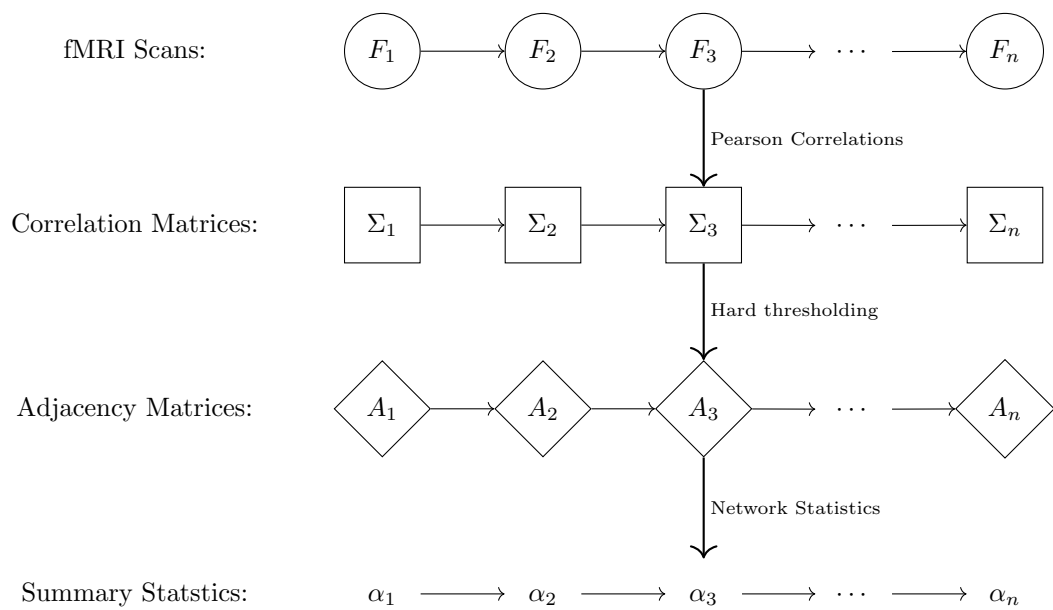 fMRI Scans: F₁ F₂ F₃ ··· Fₙ
Pearson Correlations
Correlation Matrices: Σ₁ Σ₂ Σ₃ ··· Σₙ
Hard thresholding
Adjacency Matrices: A₁ A₂ A₃ ··· Aₙ
Network Statistics
Summary Statstics: α₁ α₂ α₃ ··· αₙ